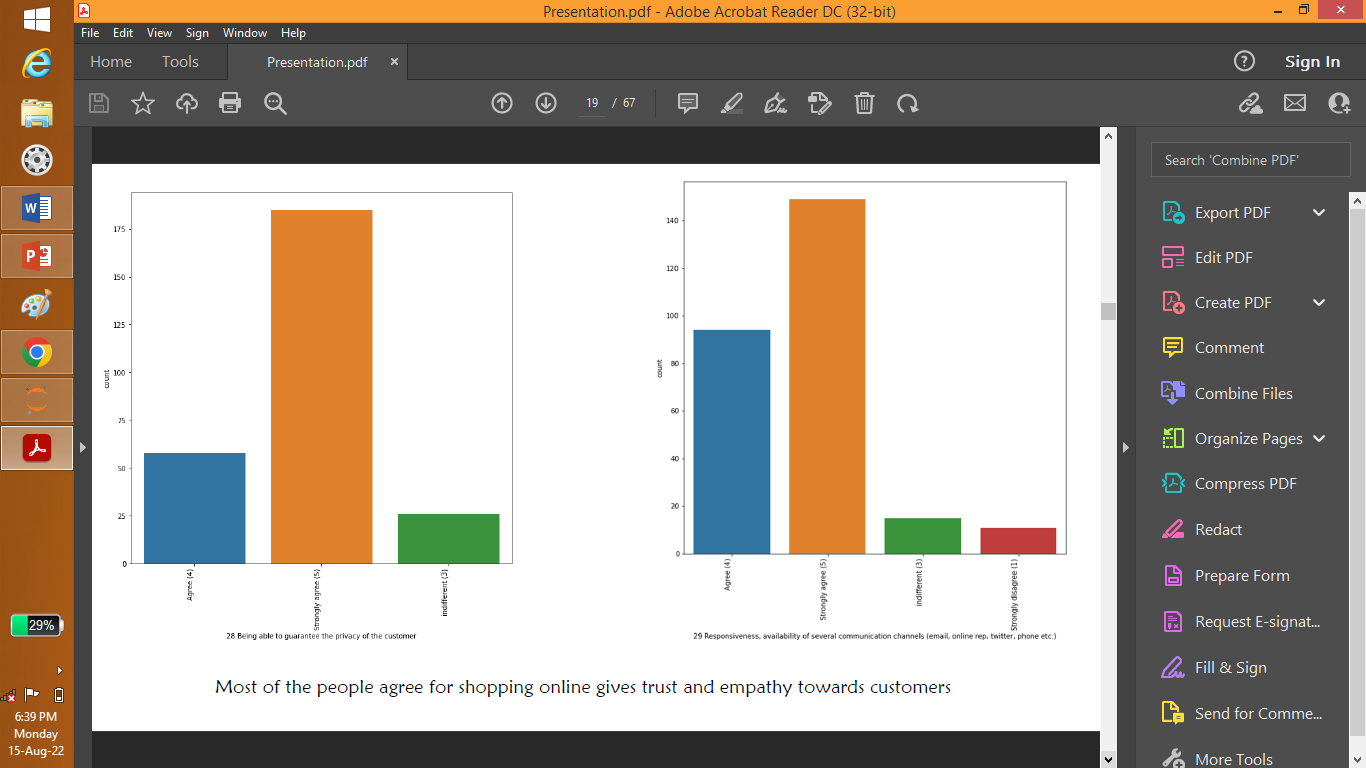 Presentation.pdf - Adobe Acrobat Reader DC (32-bit)
File Edit View Sign Window Help
Home Tools Presentation.pdf × Sign In
19 / 67
Search 'Combine PDF'
Export PDF
Edit PDF
Create PDF
Comment
Combine Files
Organize Pages
Compress PDF
Redact
Prepare Form
Request E-signat...
Fill & Sign
Send for Comme...
More Tools
175
150
125
100
75
50
25
0
count
Agree (4)
Strongly agree (5)
indifferent (3)
28 Being able to guarantee the privacy of the customer
140
120
100
80
60
40
20
0
count
Agree (4)
Strongly agree (5)
indifferent (3)
Strongly disagree (1)
29 Responsiveness, availability of several communication channels (email, online rep, twitter, phone etc.)
Most of the people agree for shopping online gives trust and empathy towards customers
29%
6:39 PM
Monday
15-Aug-22